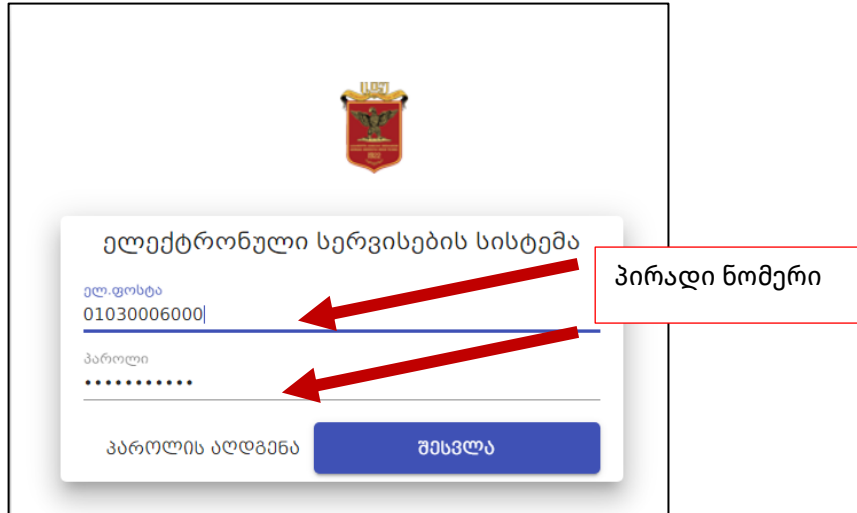 ელექტრონული სერვისების სისტემა
პირადი ნომერი
ელ.ფოსტა
01030006000
პაროლი
•••••••••••
პაროლის აღდგენა
შესვლა